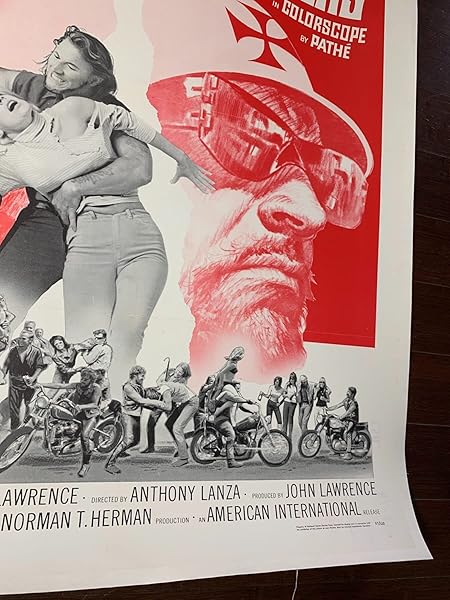 IN COLORSCOPE
BY PATHÉ
LAWRENCE · DIRECTED BY ANTHONY LANZA · PRODUCED BY JOHN LAWRENCE
NORMAN T. HERMAN PRODUCTION · AN AMERICAN INTERNATIONAL RELEASE